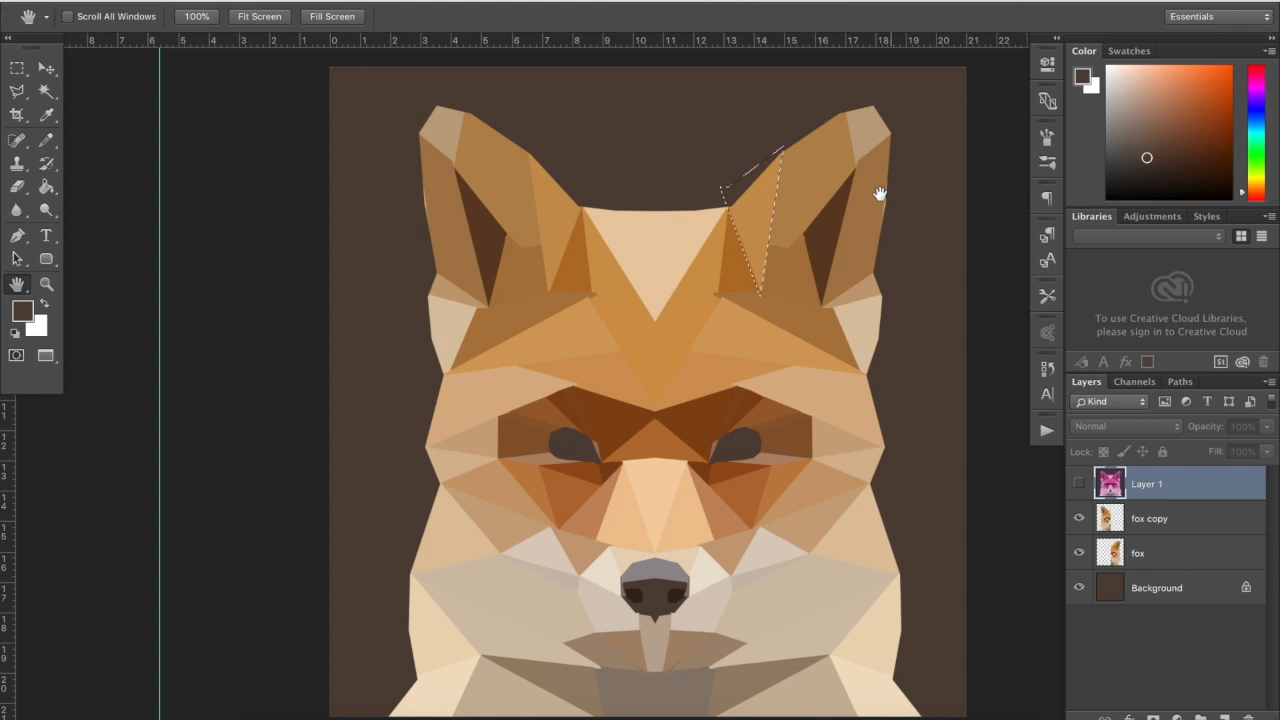 Scroll All Windows 100% Fit Screen Fill Screen Essentials
8 7 6 5 4 3 2 1 0 1 2 3 4 5 6 7 8 9 10 11 12 13 14 15 16 17 18 19 20 21 22
Color Swatches
Libraries Adjustments Styles
To use Creative Cloud Libraries,
please sign in to Creative Cloud
St
Layers Channels Paths
Kind
Normal Opacity: 100%
Lock: Fill: 100%
Layer 1
fox copy
fox
Background